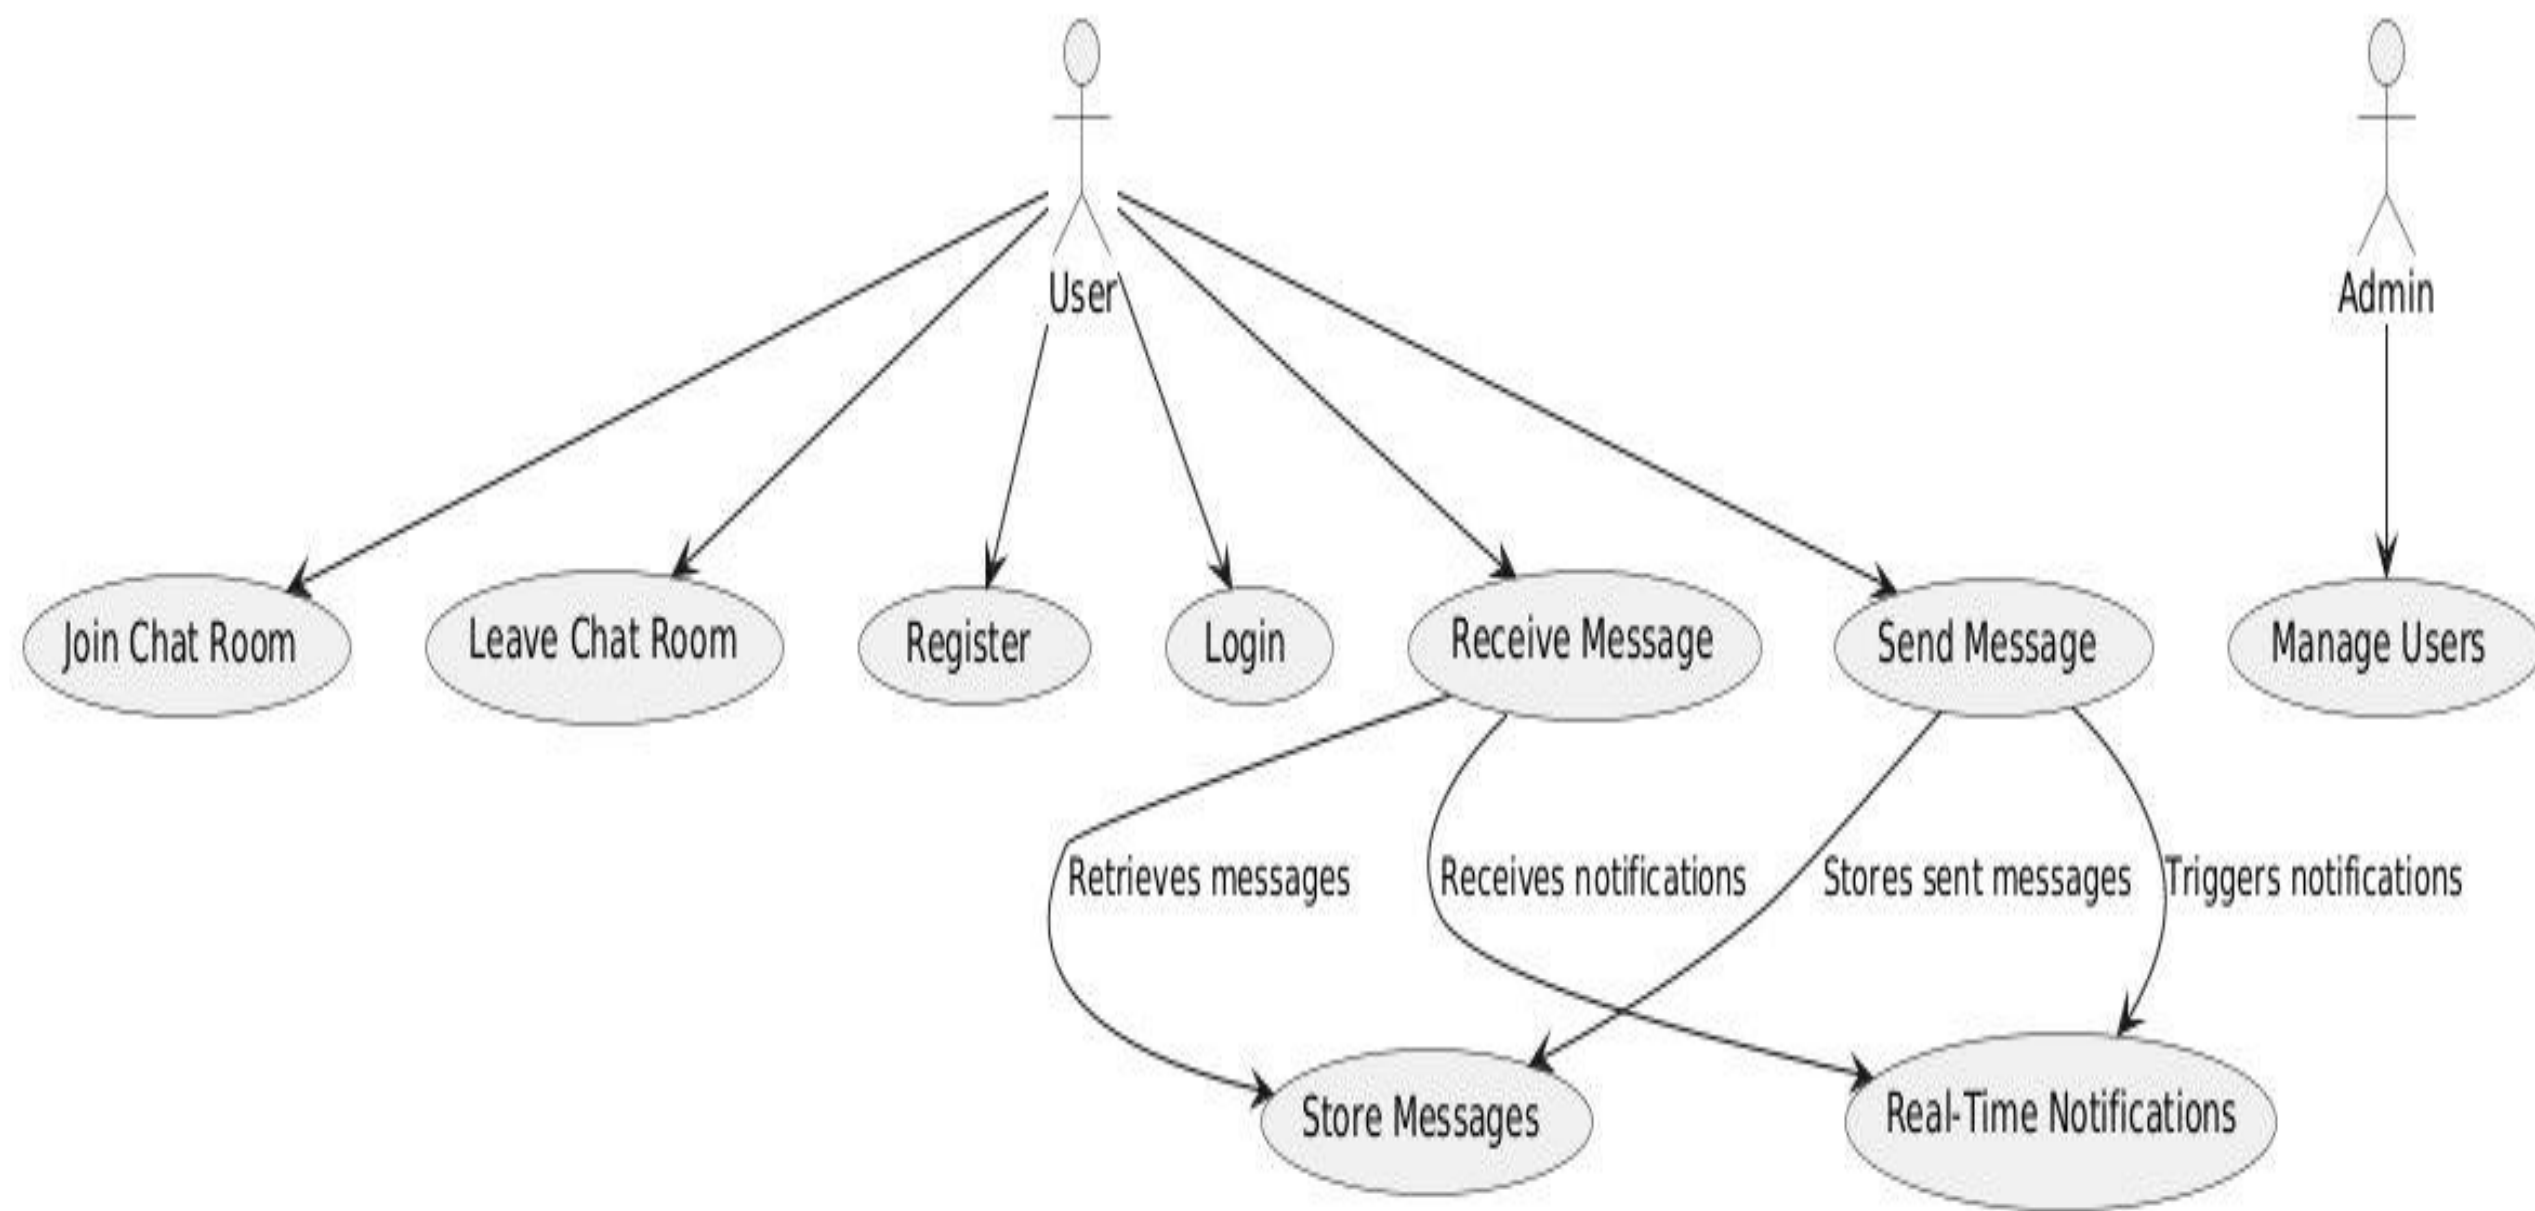 User
Admin
Join Chat Room
Leave Chat Room
Register
Login
Receive Message
Send Message
Manage Users
Retrieves messages
Receives notifications
Stores sent messages
Triggers notifications
Store Messages
Real-Time Notifications